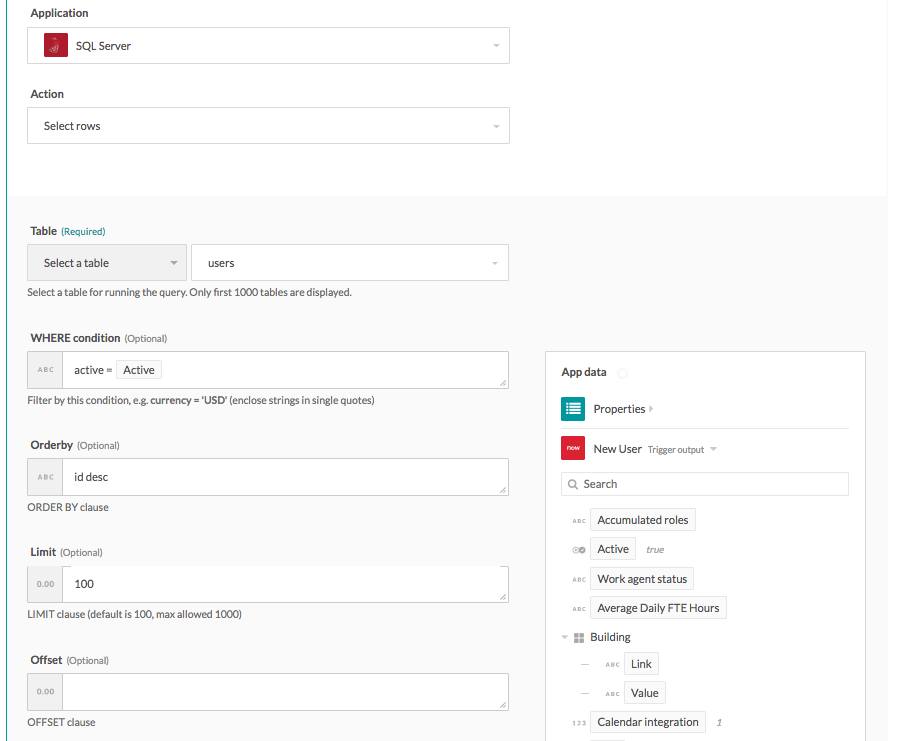 Application
SQL Server
Action
Select rows
Table (Required)
Select a table users
Select a table for running the query. Only first 1000 tables are displayed.
WHERE condition (Optional)
ABC active = Active
Filter by this condition, e.g. currency = 'USD' (enclose strings in single quotes)
Orderby (Optional)
ABC id desc
ORDER BY clause
Limit (Optional)
0.00 100
LIMIT clause (default is 100, max allowed 1000)
Offset (Optional)
0.00
OFFSET clause
App data
Properties
now New User Trigger output
Search
ABC Accumulated roles
Active true
ABC Work agent status
ABC Average Daily FTE Hours
Building
ABC Link
ABC Value
123 Calendar integration 1